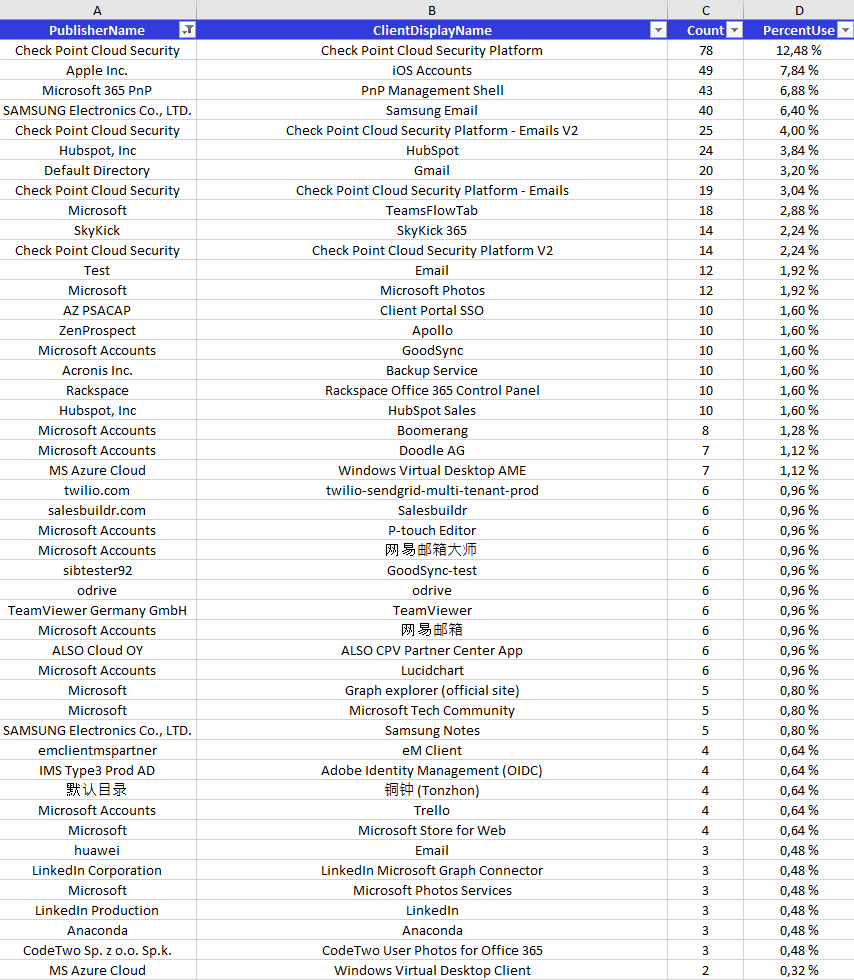 A B C D
PublisherName ClientDisplayName Count PercentUse
Check Point Cloud Security Check Point Cloud Security Platform 78 12,48 %
Apple Inc. iOS Accounts 49 7,84 %
Microsoft 365 PnP PnP Management Shell 43 6,88 %
SAMSUNG Electronics Co., LTD. Samsung Email 40 6,40 %
Check Point Cloud Security Check Point Cloud Security Platform - Emails V2 25 4,00 %
Hubspot, Inc HubSpot 24 3,84 %
Default Directory Gmail 20 3,20 %
Check Point Cloud Security Check Point Cloud Security Platform - Emails 19 3,04 %
Microsoft TeamsFlowTab 18 2,88 %
SkyKick SkyKick 365 14 2,24 %
Check Point Cloud Security Check Point Cloud Security Platform V2 14 2,24 %
Test Email 12 1,92 %
Microsoft Microsoft Photos 12 1,92 %
AZ PSACAP Client Portal SSO 10 1,60 %
ZenProspect Apollo 10 1,60 %
Microsoft Accounts GoodSync 10 1,60 %
Acronis Inc. Backup Service 10 1,60 %
Rackspace Rackspace Office 365 Control Panel 10 1,60 %
Hubspot, Inc HubSpot Sales 10 1,60 %
Microsoft Accounts Boomerang 8 1,28 %
Microsoft Accounts Doodle AG 7 1,12 %
MS Azure Cloud Windows Virtual Desktop AME 7 1,12 %
twilio.com twilio-sendgrid-multi-tenant-prod 6 0,96 %
salesbuildr.com Salesbuildr 6 0,96 %
Microsoft Accounts P-touch Editor 6 0,96 %
Microsoft Accounts 网易邮箱大师 6 0,96 %
sibtester92 GoodSync-test 6 0,96 %
odrive odrive 6 0,96 %
TeamViewer Germany GmbH TeamViewer 6 0,96 %
Microsoft Accounts 网易邮箱 6 0,96 %
ALSO Cloud OY ALSO CPV Partner Center App 6 0,96 %
Microsoft Accounts Lucidchart 6 0,96 %
Microsoft Graph explorer (official site) 5 0,80 %
Microsoft Microsoft Tech Community 5 0,80 %
SAMSUNG Electronics Co., LTD. Samsung Notes 5 0,80 %
emclientmspartner eM Client 4 0,64 %
IMS Type3 Prod AD Adobe Identity Management (OIDC) 4 0,64 %
默认目录 铜钟 (Tonzhon) 4 0,64 %
Microsoft Accounts Trello 4 0,64 %
Microsoft Microsoft Store for Web 4 0,64 %
huawei Email 3 0,48 %
LinkedIn Corporation LinkedIn Microsoft Graph Connector 3 0,48 %
Microsoft Microsoft Photos Services 3 0,48 %
LinkedIn Production LinkedIn 3 0,48 %
Anaconda Anaconda 3 0,48 %
CodeTwo Sp. z o.o. Sp.k. CodeTwo User Photos for Office 365 3 0,48 %
MS Azure Cloud Windows Virtual Desktop Client 2 0,32 %